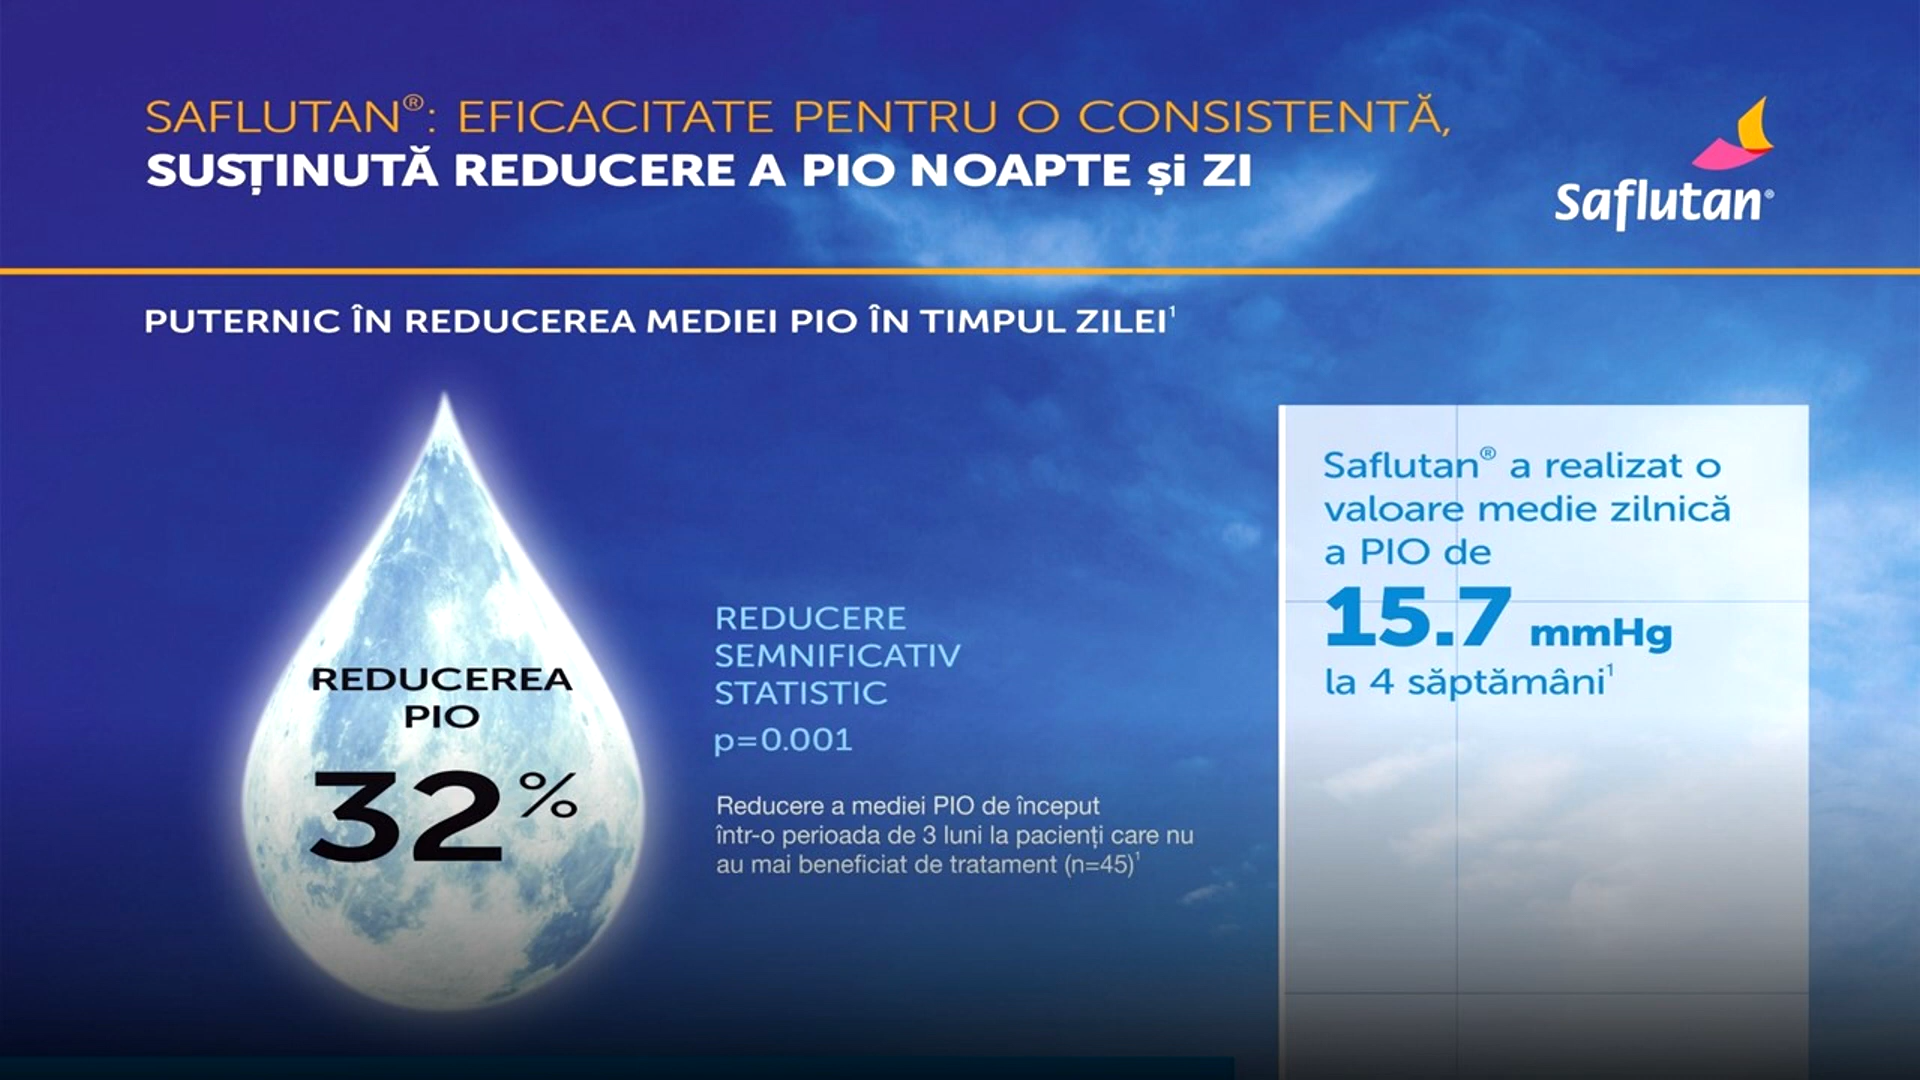 SAFLUTAN®: EFICACITATE PENTRU O CONSISTENTĂ,
SUSȚINUTĂ REDUCERE A PIO NOAPTE și ZI
Saflutan®
PUTERNIC ÎN REDUCEREA MEDIEI PIO ÎN TIMPUL ZILEI¹
REDUCEREA
PIO
32%
REDUCERE
SEMNIFICATIV
STATISTIC
p=0.001
Reducere a mediei PIO de început
într-o perioada de 3 luni la pacienți care nu
au mai beneficiat de tratament (n=45)¹
Saflutan® a realizat o
valoare medie zilnică
a PIO de
15.7 mmHg
la 4 săptămâni¹